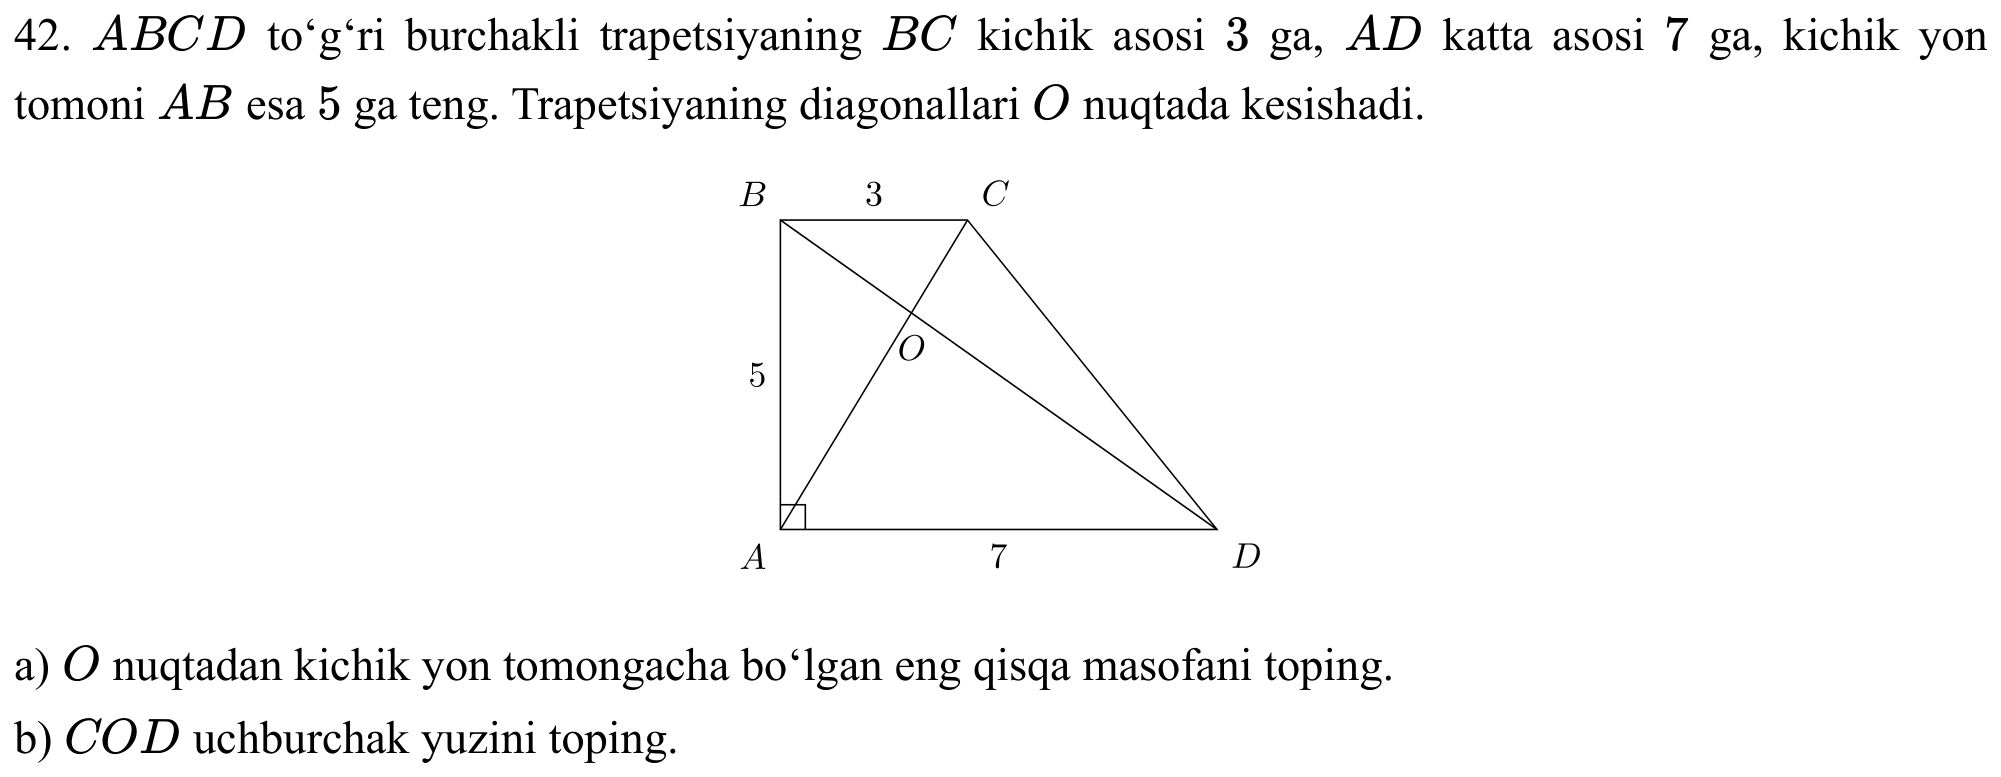 42. ABCD to‘g‘ri burchakli trapetsiyaning BC kichik asosi 3 ga, AD katta asosi 7 ga, kichik yon
tomoni AB esa 5 ga teng. Trapetsiyaning diagonallari O nuqtada kesishadi.
B 3 C
O
5
A 7 D
a) O nuqtadan kichik yon tomongacha bo‘lgan eng qisqa masofani toping.
b) COD uchburchak yuzini toping.